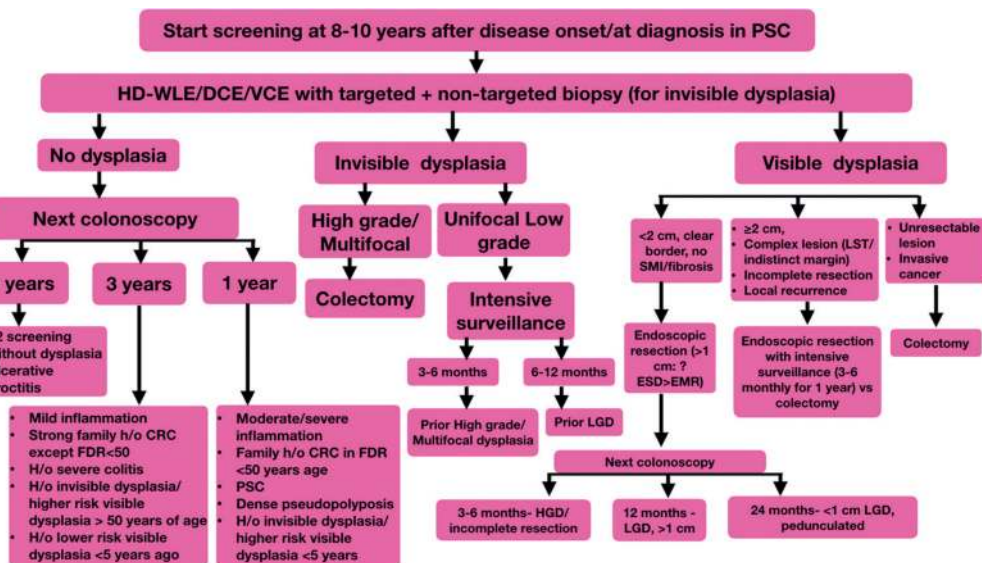 Start screening at 8-10 years after disease onset/at diagnosis in PSC
HD-WLE/DCE/VCE with targeted + non-targeted biopsy (for invisible dysplasia)
No dysplasia
Invisible dysplasia
Visible dysplasia
Next colonoscopy
years
3 years
1 year
2 screening
without dysplasia
ulcerative
proctitis
• Mild inflammation
• Strong family h/o CRC
except FDR<50
• H/o severe colitis
• H/o invisible dysplasia/
higher risk visible
dysplasia > 50 years of age
• H/o lower risk visible
dysplasia <5 years ago
• Moderate/severe
inflammation
• Family h/o CRC in FDR
<50 years age
• PSC
• Dense pseudopolyposis
• H/o invisible dysplasia/
higher risk visible
dysplasia <5 years
High grade/
Multifocal
Colectomy
Unifocal Low
grade
Intensive
surveillance
3-6 months
6-12 months
Prior High grade/
Multifocal dysplasia
Prior LGD
<2 cm, clear
border, no
SMI/fibrosis
Endoscopic
resection (>1
cm: ?
ESD>EMR)
• ≥2 cm,
• Complex lesion (LST/
indistinct margin)
• Incomplete resection
• Local recurrence
Endoscopic resection
with intensive
surveillance (3-6
monthly for 1 year) vs
colectomy
• Unresectable
lesion
• Invasive
cancer
Colectomy
Next colonoscopy
3-6 months- HGD/
incomplete resection
12 months -
LGD, >1 cm
24 months- <1 cm LGD,
pedunculated